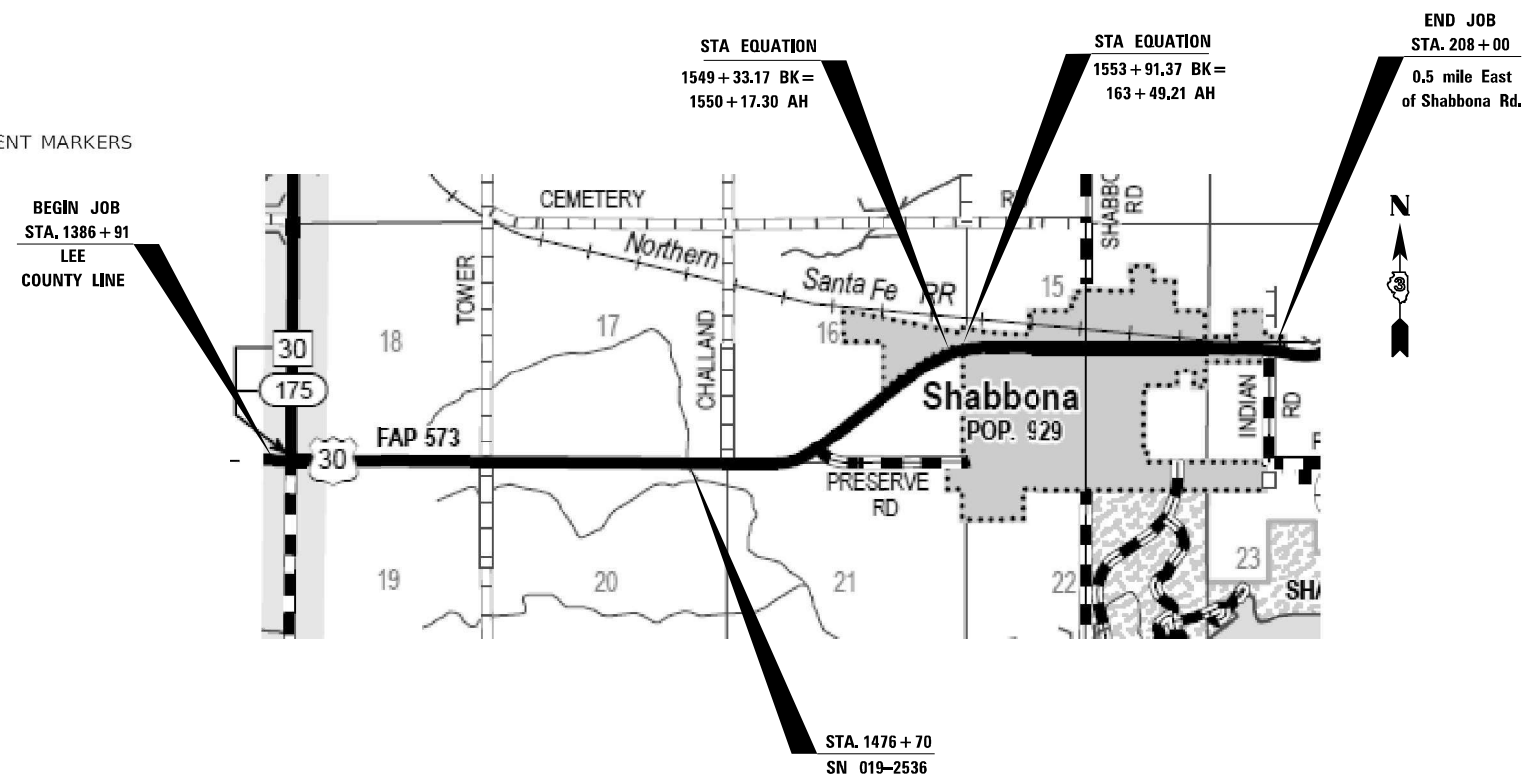 END JOB
STA. 208+00
0.5 mile East
of Shabbona Rd.
STA EQUATION
1553+91.37 BK=
163+49.21 AH
STA EQUATION
1549+33.17 BK=
1550+17.30 AH
ENT MARKERS
BEGIN JOB
STA. 1386+91
LEE
COUNTY LINE
CEMETERY
RD
SHABBO
RD
N
3
Northern
Santa Fe RR
TOWER
CHALLAND
18
17
16
15
30
175
FAP 573
30
Shabbona
POP. 929
INDIAN
RD
PRESERVE
RD
19
20
21
22
23
SHA
STA. 1476+70
SN 019-2536